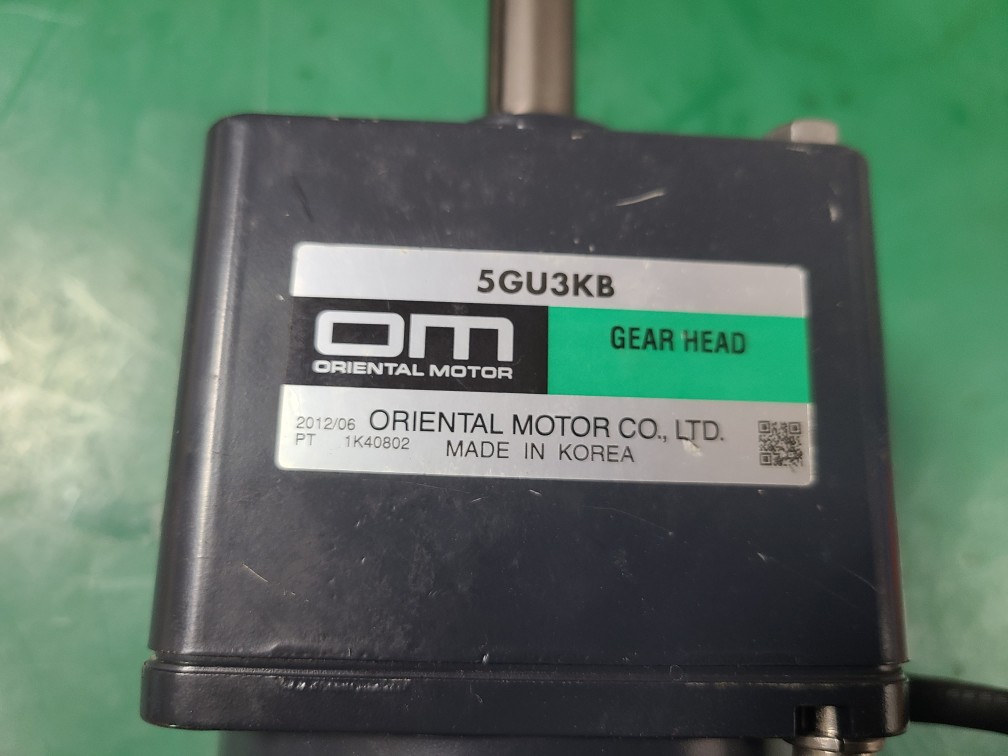 5GU3KB
OM
ORIENTAL MOTOR
GEAR HEAD
2012/06 ORIENTAL MOTOR CO., LTD.
PT 1K40802 MADE IN KOREA